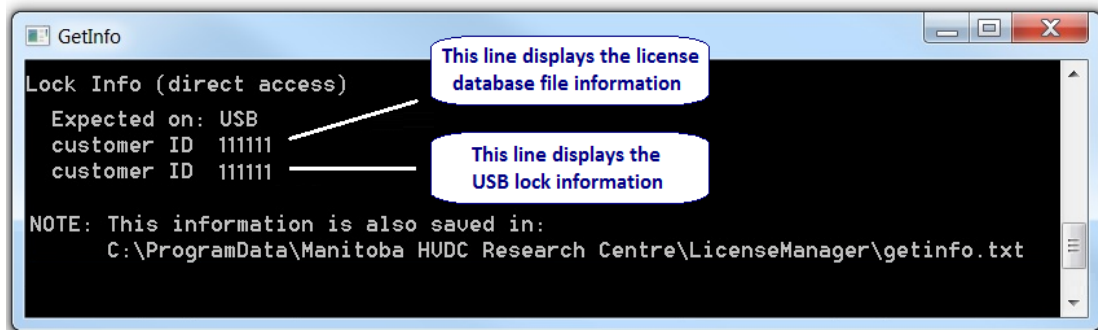 GetInfo
This line displays the license
database file information
Lock Info (direct access)
Expected on: USB
customer ID 111111
customer ID 111111
This line displays the
USB lock information
NOTE: This information is also saved in:
C:\ProgramData\Manitoba HVDC Research Centre\LicenseManager\getinfo.txt